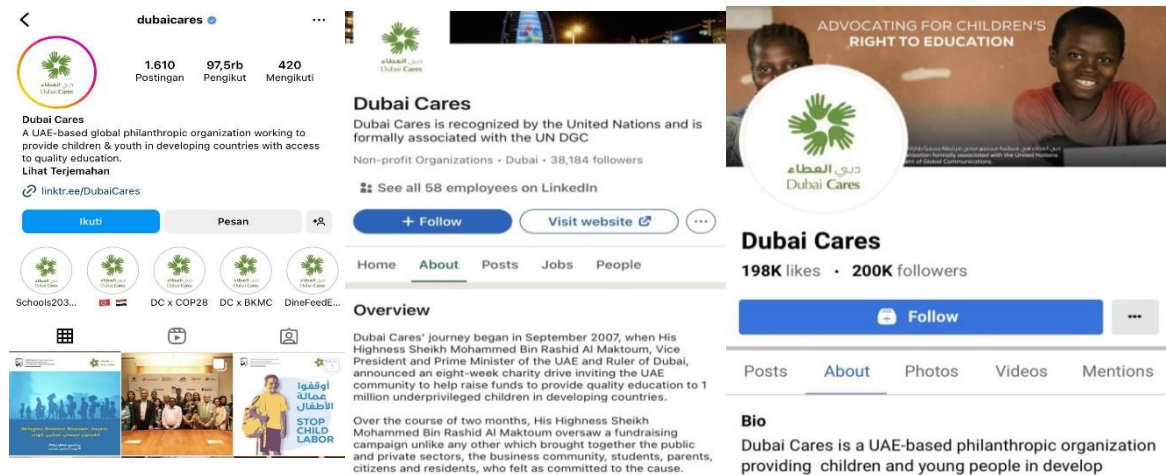 dubaicares
دبي العطاء
Dubai Cares
1.610
Postingan
97,5rb
Pengikut
420
Mengikuti
Dubai Cares
A UAE-based global philanthropic organization working to
provide children & youth in developing countries with access
to quality education.
Lihat Terjemahan
linktr.ee/DubaiCares
Ikuti
Pesan
Schools203...
DC x COP28
DC x BKMC
DineFeedE...
أوقفوا
عمالة
الأطفال
STOP
CHILD
LABOR
دبي العطاء
Dubai Cares
Dubai Cares
Dubai Cares is recognized by the United Nations and is
formally associated with the UN DGC
Non-profit Organizations • Dubai • 38,184 followers
See all 58 employees on LinkedIn
+ Follow
Visit website
Home About Posts Jobs People
Overview
Dubai Cares' journey began in September 2007, when His
Highness Sheikh Mohammed Bin Rashid Al Maktoum, Vice
President and Prime Minister of the UAE and Ruler of Dubai,
announced an eight-week charity drive inviting the UAE
community to help raise funds to provide quality education to 1
million underprivileged children in developing countries.
Over the course of two months, His Highness Sheikh
Mohammed Bin Rashid Al Maktoum oversaw a fundraising
campaign unlike any other which brought together the public
and private sectors, the business community, students, parents,
citizens and residents, who felt as committed to the cause.
ADVOCATING FOR CHILDREN'S
RIGHT TO EDUCATION
دبي العطاء
Dubai Cares
Dubai Cares
198K likes • 200K followers
Follow
Posts About Photos Videos Mentions
Bio
Dubai Cares is a UAE-based philanthropic organization
providing children and young people in develop